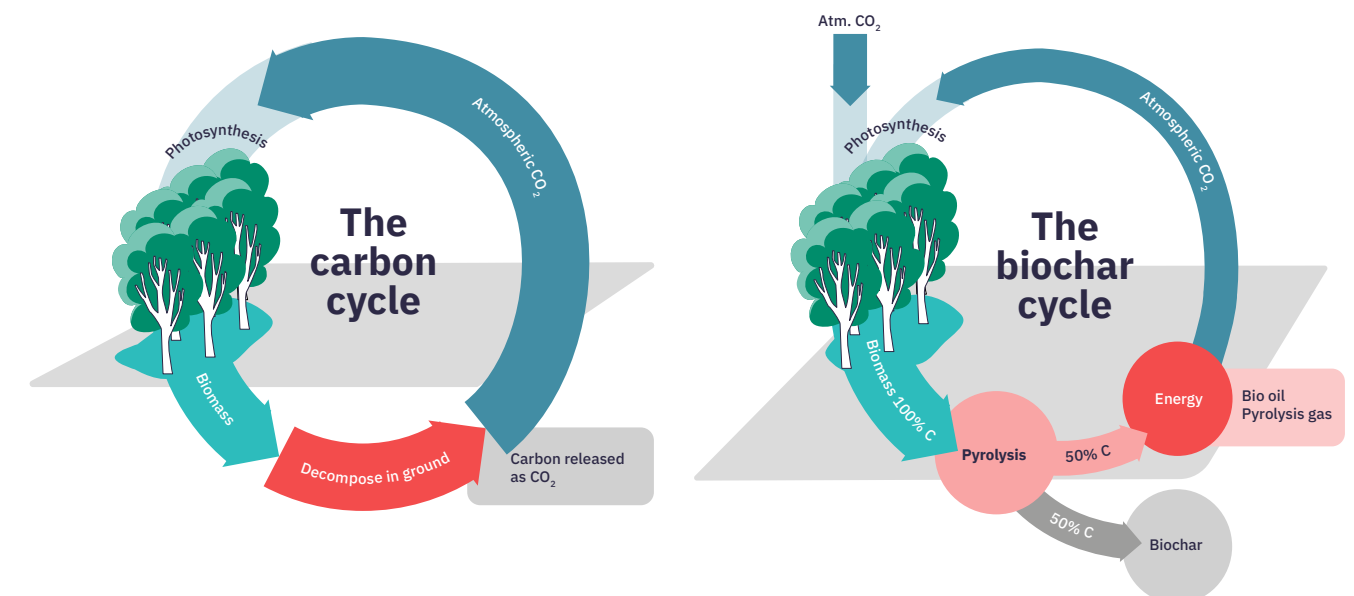 Photosynthesis
Atmospheric CO₂
The
carbon
cycle
Biomass
Decompose in ground
Carbon released
as CO₂
Atm. CO₂
Photosynthesis
Atmospheric CO₂
The
biochar
cycle
Biomass 100% C
Pyrolysis
50% C
Energy
Bio oil
Pyrolysis gas
50% C
Biochar